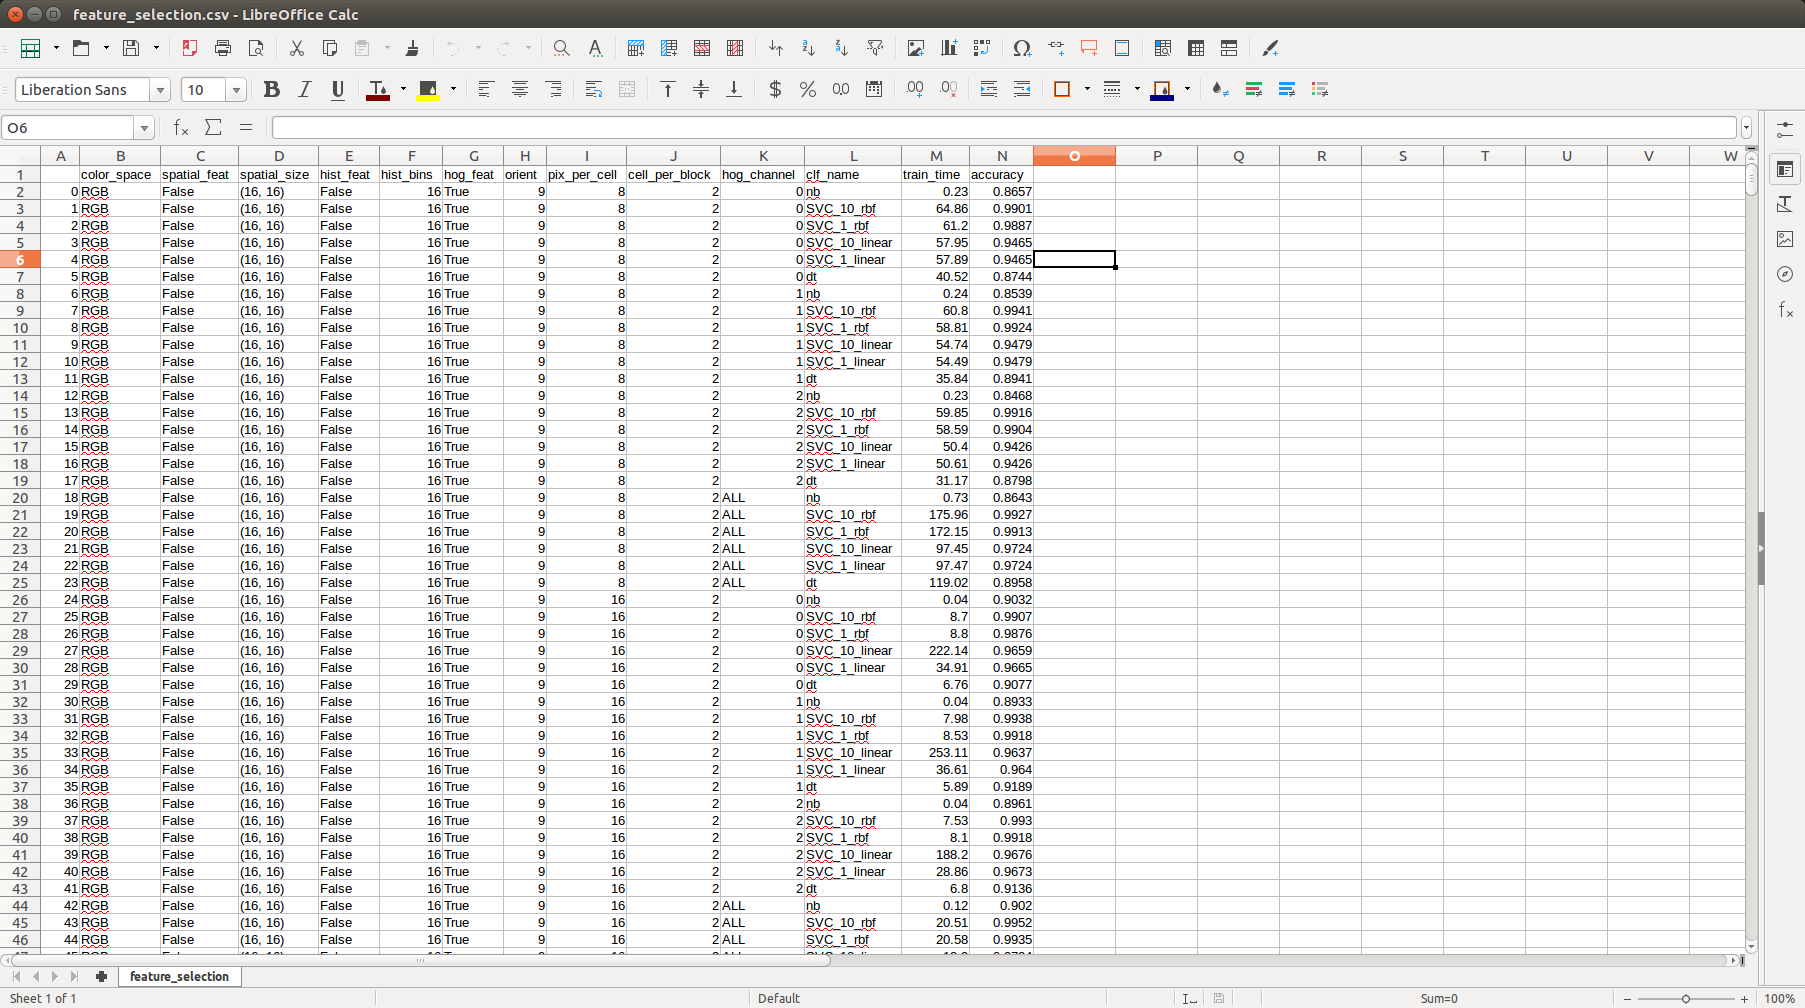 feature_selection.csv - LibreOffice Calc
Liberation Sans 10
O6
A B C D E F G H I J K L M N O P Q R S T U V W
1 color_space spatial_feat spatial_size hist_feat hist_bins hog_feat orient pix_per_cell cell_per_block hog_channel clf_name train_time accuracy
2 0 RGB False (16, 16) False 16 True 9 8 2 0 nb 0.23 0.8657
3 1 RGB False (16, 16) False 16 True 9 8 2 0 SVC_10_rbf 64.86 0.9901
4 2 RGB False (16, 16) False 16 True 9 8 2 0 SVC_1_rbf 61.2 0.9887
5 3 RGB False (16, 16) False 16 True 9 8 2 0 SVC_10_linear 57.95 0.9465
6 4 RGB False (16, 16) False 16 True 9 8 2 0 SVC_1_linear 57.89 0.9465
7 5 RGB False (16, 16) False 16 True 9 8 2 0 dt 40.52 0.8744
8 6 RGB False (16, 16) False 16 True 9 8 2 1 nb 0.24 0.8539
9 7 RGB False (16, 16) False 16 True 9 8 2 1 SVC_10_rbf 60.8 0.9941
10 8 RGB False (16, 16) False 16 True 9 8 2 1 SVC_1_rbf 58.81 0.9924
11 9 RGB False (16, 16) False 16 True 9 8 2 1 SVC_10_linear 54.74 0.9479
12 10 RGB False (16, 16) False 16 True 9 8 2 1 SVC_1_linear 54.49 0.9479
13 11 RGB False (16, 16) False 16 True 9 8 2 1 dt 35.84 0.8941
14 12 RGB False (16, 16) False 16 True 9 8 2 2 nb 0.23 0.8468
15 13 RGB False (16, 16) False 16 True 9 8 2 2 SVC_10_rbf 59.85 0.9916
16 14 RGB False (16, 16) False 16 True 9 8 2 2 SVC_1_rbf 58.59 0.9904
17 15 RGB False (16, 16) False 16 True 9 8 2 2 SVC_10_linear 50.4 0.9426
18 16 RGB False (16, 16) False 16 True 9 8 2 2 SVC_1_linear 50.61 0.9426
19 17 RGB False (16, 16) False 16 True 9 8 2 2 dt 31.17 0.8798
20 18 RGB False (16, 16) False 16 True 9 8 2 ALL nb 0.73 0.8643
21 19 RGB False (16, 16) False 16 True 9 8 2 ALL SVC_10_rbf 175.96 0.9927
22 20 RGB False (16, 16) False 16 True 9 8 2 ALL SVC_1_rbf 172.15 0.9913
23 21 RGB False (16, 16) False 16 True 9 8 2 ALL SVC_10_linear 97.45 0.9724
24 22 RGB False (16, 16) False 16 True 9 8 2 ALL SVC_1_linear 97.47 0.9724
25 23 RGB False (16, 16) False 16 True 9 8 2 ALL dt 119.02 0.8958
26 24 RGB False (16, 16) False 16 True 9 16 2 0 nb 0.04 0.9032
27 25 RGB False (16, 16) False 16 True 9 16 2 0 SVC_10_rbf 8.7 0.9907
28 26 RGB False (16, 16) False 16 True 9 16 2 0 SVC_1_rbf 8.8 0.9876
29 27 RGB False (16, 16) False 16 True 9 16 2 0 SVC_10_linear 222.14 0.9659
30 28 RGB False (16, 16) False 16 True 9 16 2 0 SVC_1_linear 34.91 0.9665
31 29 RGB False (16, 16) False 16 True 9 16 2 0 dt 6.76 0.9077
32 30 RGB False (16, 16) False 16 True 9 16 2 1 nb 0.04 0.8933
33 31 RGB False (16, 16) False 16 True 9 16 2 1 SVC_10_rbf 7.98 0.9938
34 32 RGB False (16, 16) False 16 True 9 16 2 1 SVC_1_rbf 8.53 0.9918
35 33 RGB False (16, 16) False 16 True 9 16 2 1 SVC_10_linear 253.11 0.9637
36 34 RGB False (16, 16) False 16 True 9 16 2 1 SVC_1_linear 36.61 0.964
37 35 RGB False (16, 16) False 16 True 9 16 2 1 dt 5.89 0.9189
38 36 RGB False (16, 16) False 16 True 9 16 2 2 nb 0.04 0.8961
39 37 RGB False (16, 16) False 16 True 9 16 2 2 SVC_10_rbf 7.53 0.993
40 38 RGB False (16, 16) False 16 True 9 16 2 2 SVC_1_rbf 8.1 0.9918
41 39 RGB False (16, 16) False 16 True 9 16 2 2 SVC_10_linear 188.2 0.9676
42 40 RGB False (16, 16) False 16 True 9 16 2 2 SVC_1_linear 28.86 0.9673
43 41 RGB False (16, 16) False 16 True 9 16 2 2 dt 6.8 0.9136
44 42 RGB False (16, 16) False 16 True 9 16 2 ALL nb 0.12 0.902
45 43 RGB False (16, 16) False 16 True 9 16 2 ALL SVC_10_rbf 20.51 0.9952
46 44 RGB False (16, 16) False 16 True 9 16 2 ALL SVC_1_rbf 20.58 0.9935
feature_selection
Sheet 1 of 1 Default Sum=0 100%